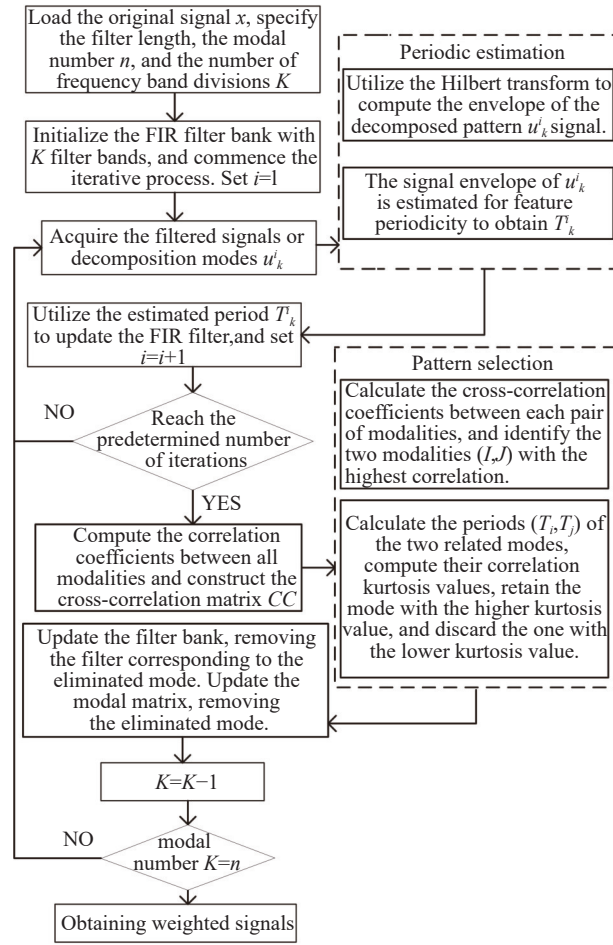 Load the original signal x, specify
the filter length, the modal
number n, and the number of
frequency band divisions K
Initialize the FIR filter bank with
K filter bands, and commence the
iterative process. Set i=l
Acquire the filtered signals or
decomposition modes u^i_k
Periodic estimation
Utilize the Hilbert transform to
compute the envelope of the
decomposed pattern u^i_k signal.
The signal envelope of u^i_k
is estimated for feature
periodicity to obtain T^i_k
Utilize the estimated period T^i_k
to update the FIR filter,and set
i=i+1
NO
Reach the
predetermined number
of iterations
YES
Compute the correlation
coefficients between all
modalities and construct the
cross-correlation matrix CC
Pattern selection
Calculate the cross-correlation
coefficients between each pair
of modalities, and identify the
two modalities (I,J) with the
highest correlation.
Calculate the periods (T_i,T_j) of
the two related modes,
compute their correlation
kurtosis values, retain the
mode with the higher kurtosis
value, and discard the one with
the lower kurtosis value.
Update the filter bank, removing
the filter corresponding to the
eliminated mode. Update the
modal matrix, removing
the eliminated mode.
K=K−1
NO
modal
number K=n
Obtaining weighted signals